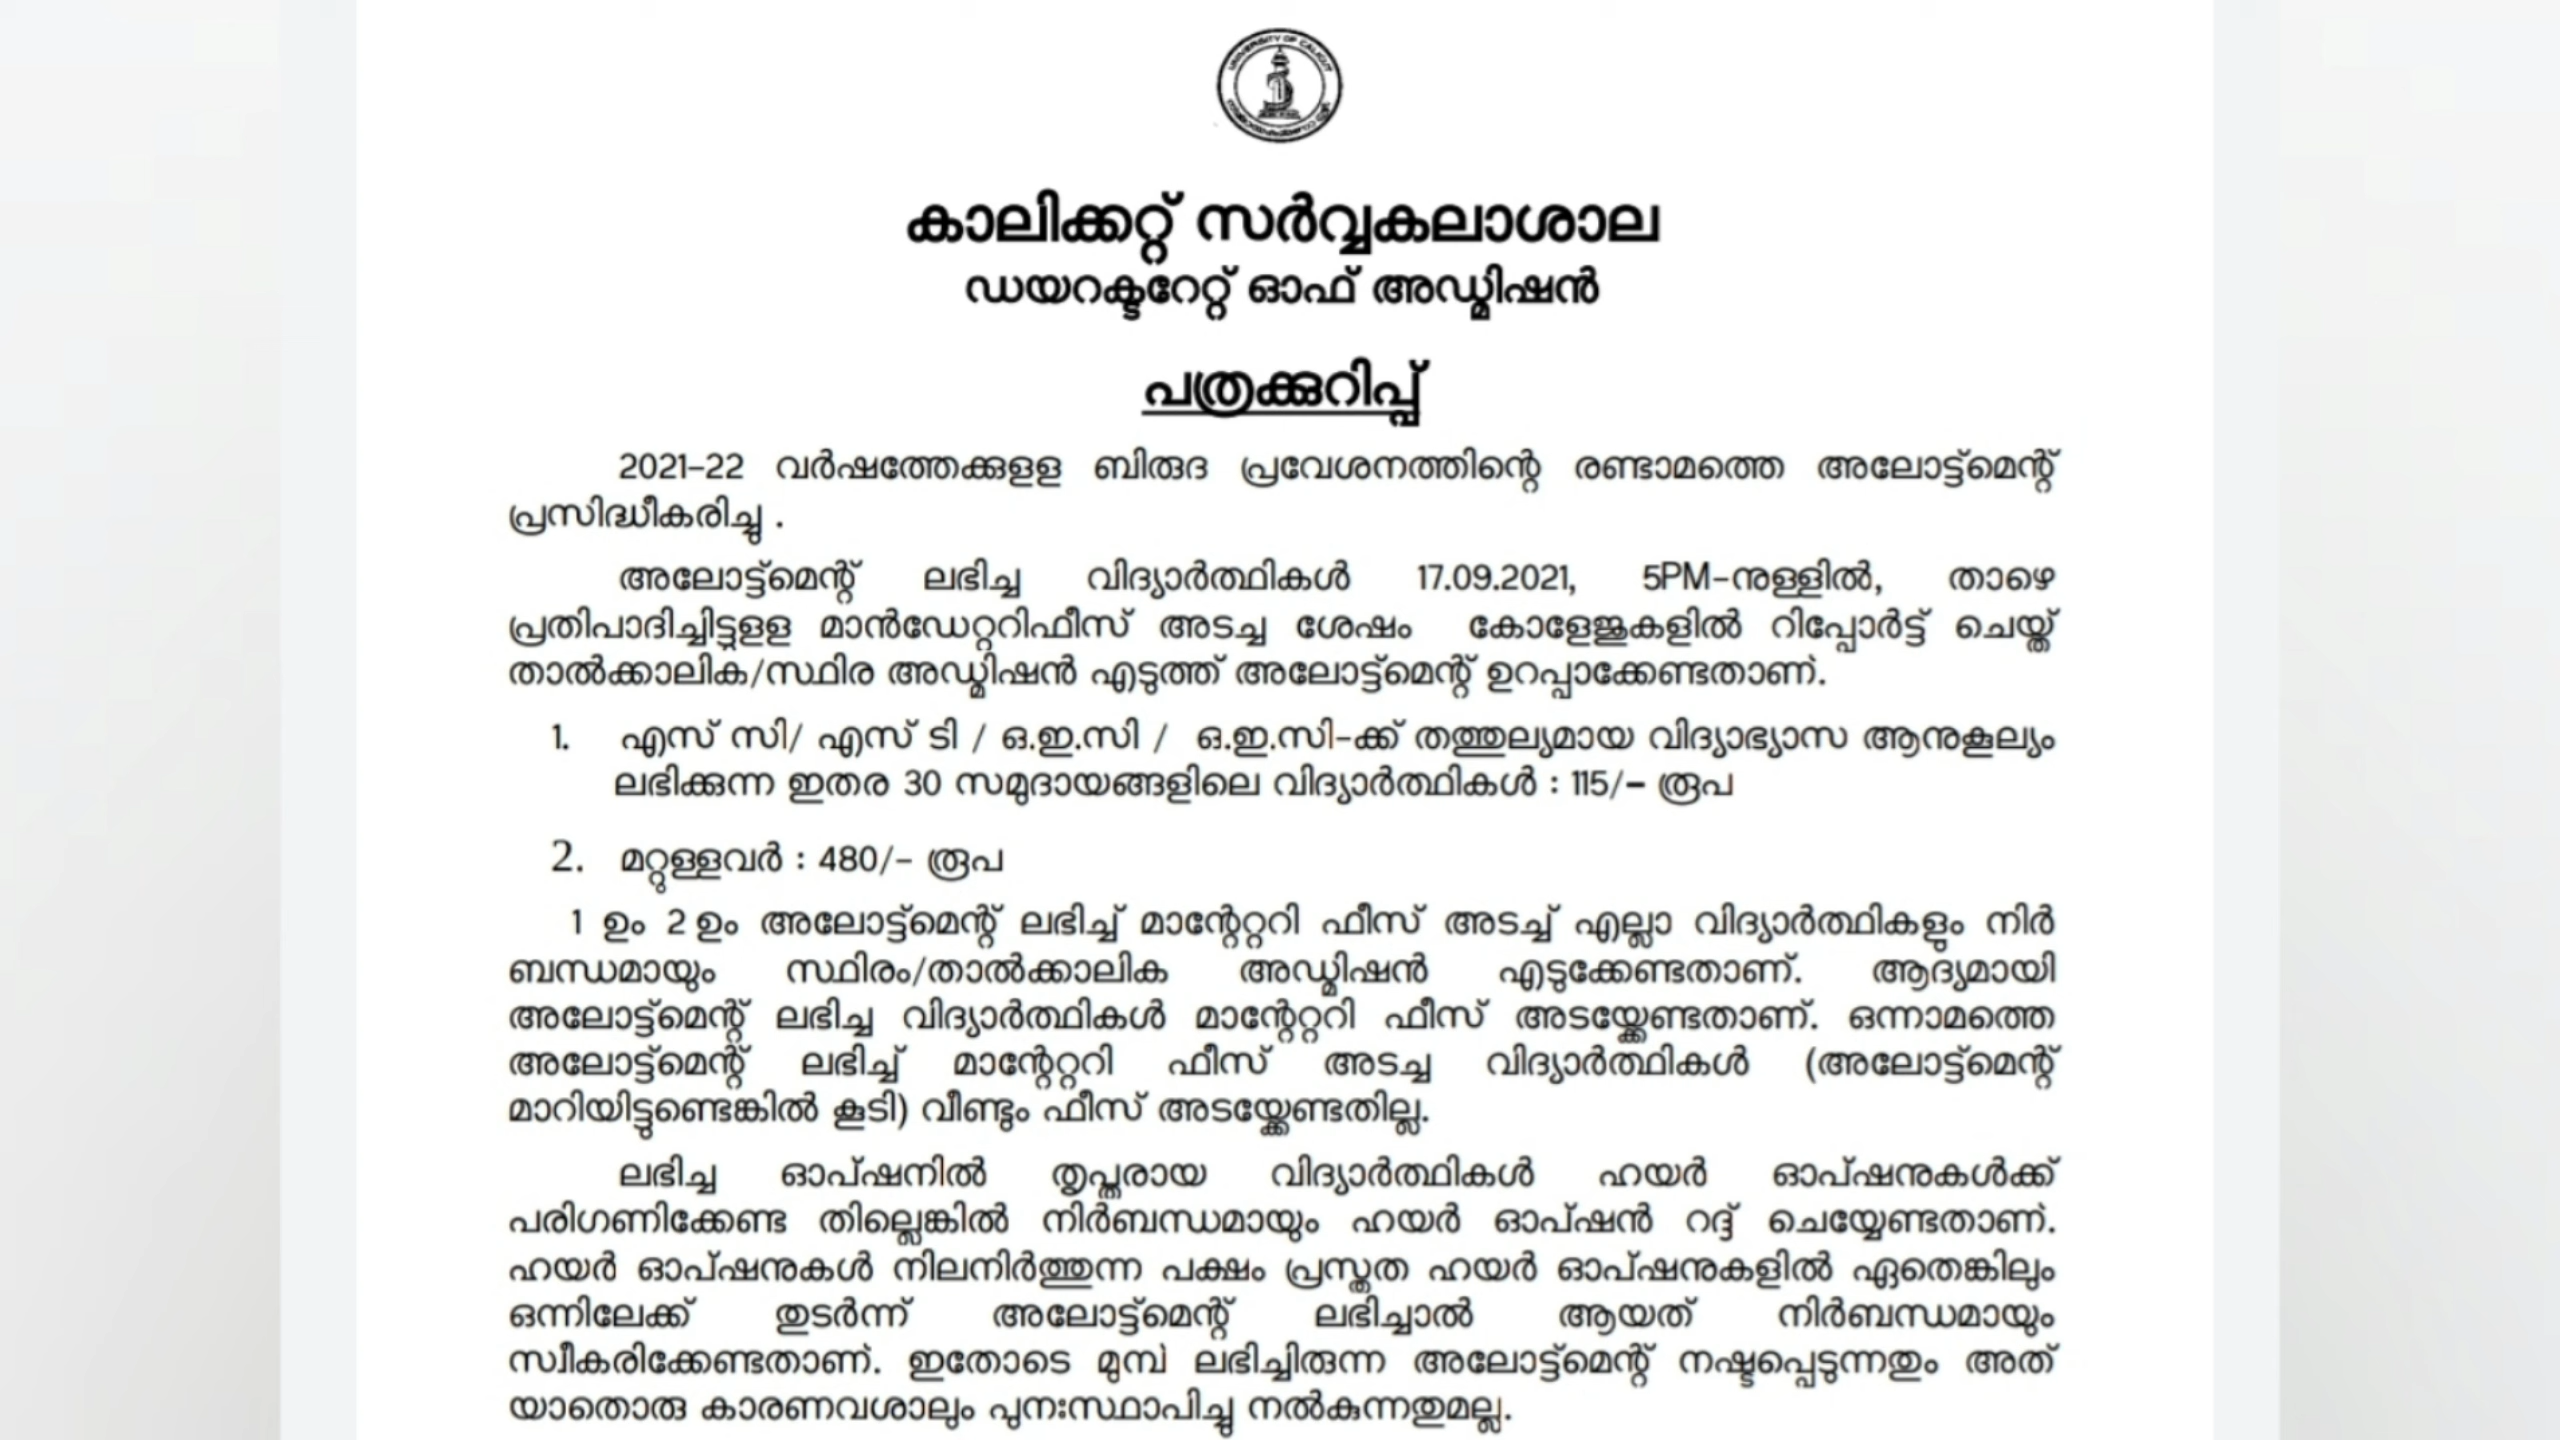 UNIVERSITY OF CALICUT
കാലിക്കറ്റ് സർവ്വകലാശാല
ഡയറക്ടറേറ്റ് ഓഫ് അഡ്മിഷൻ
പത്രക്കുറിപ്പ്
2021-22 വർഷത്തേക്കുളള ബിരുദ പ്രവേശനത്തിന്റെ രണ്ടാമത്തെ അലോട്ട്മെന്റ്
പ്രസിദ്ധീകരിച്ചു .
അലോട്ട്മെന്റ് ലഭിച്ച വിദ്യാർത്ഥികൾ 17.09.2021, 5PM-നുള്ളിൽ, താഴെ
പ്രതിപാദിച്ചിട്ടുളള മാൻഡേറ്ററിഫീസ് അടച്ച ശേഷം കോളേജുകളിൽ റിപ്പോർട്ട് ചെയ്ത്
താൽക്കാലിക/സ്ഥിര അഡ്മിഷൻ എടുത്ത് അലോട്ട്മെന്റ് ഉറപ്പാക്കേണ്ടതാണ്.
1. എസ് സി/ എസ് ടി / ഒ.ഇ.സി / ഒ.ഇ.സി-ക്ക് തത്തുല്യമായ വിദ്യാഭ്യാസ ആനുകൂല്യം
ലഭിക്കുന്ന ഇതര 30 സമുദായങ്ങളിലെ വിദ്യാർത്ഥികൾ : 115/- രൂപ
2. മറ്റുള്ളവർ : 480/- രൂപ
1 ഉം 2 ഉം അലോട്ട്മെന്റ് ലഭിച്ച് മാന്റേറ്ററി ഫീസ് അടച്ച് എല്ലാ വിദ്യാർത്ഥികളും നിർ
ബന്ധമായും സ്ഥിരം/താൽക്കാലിക അഡ്മിഷൻ എടുക്കേണ്ടതാണ്. ആദ്യമായി
അലോട്ട്മെന്റ് ലഭിച്ച വിദ്യാർത്ഥികൾ മാന്റേറ്ററി ഫീസ് അടയ്ക്കേണ്ടതാണ്. ഒന്നാമത്തെ
അലോട്ട്മെന്റ് ലഭിച്ച് മാന്റേറ്ററി ഫീസ് അടച്ച വിദ്യാർത്ഥികൾ (അലോട്ട്മെന്റ്
മാറിയിട്ടുണ്ടെങ്കിൽ കൂടി) വീണ്ടും ഫീസ് അടയ്ക്കേണ്ടതില്ല.
ലഭിച്ച ഓപ്ഷനിൽ തൃപ്തരായ വിദ്യാർത്ഥികൾ ഹയർ ഓപ്ഷനുകൾക്ക്
പരിഗണിക്കേണ്ട തില്ലെങ്കിൽ നിർബന്ധമായും ഹയർ ഓപ്ഷൻ റദ്ദ് ചെയ്യേണ്ടതാണ്.
ഹയർ ഓപ്ഷനുകൾ നിലനിർത്തുന്ന പക്ഷം പ്രസ്തുത ഹയർ ഓപ്ഷനുകളിൽ ഏതെങ്കിലും
ഒന്നിലേക്ക് തുടർന്ന് അലോട്ട്മെന്റ് ലഭിച്ചാൽ ആയത് നിർബന്ധമായും
സ്വീകരിക്കേണ്ടതാണ്. ഇതോടെ മുമ്പ് ലഭിച്ചിരുന്ന അലോട്ട്മെന്റ് നഷ്ടപ്പെടുന്നതും അത്
യാതൊരു കാരണവശാലും പുനഃസ്ഥാപിച്ചു നൽകുന്നതുമല്ല.